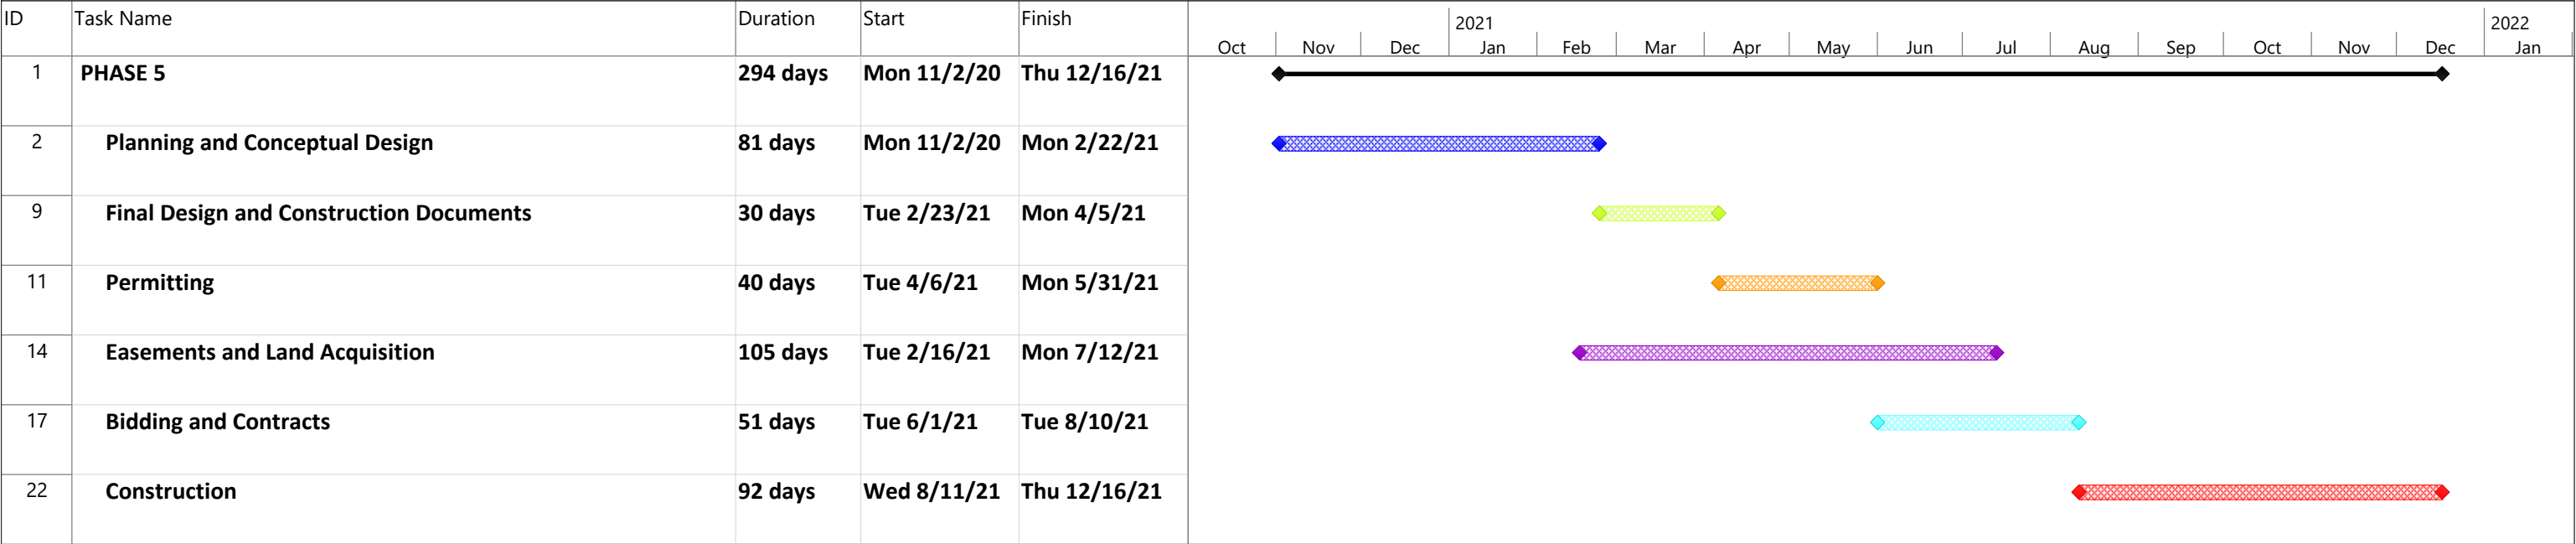 ID Task Name Duration Start Finish 2021 2022
Oct Nov Dec Jan Feb Mar Apr May Jun Jul Aug Sep Oct Nov Dec Jan
1 PHASE 5 294 days Mon 11/2/20 Thu 12/16/21
2 Planning and Conceptual Design 81 days Mon 11/2/20 Mon 2/22/21
9 Final Design and Construction Documents 30 days Tue 2/23/21 Mon 4/5/21
11 Permitting 40 days Tue 4/6/21 Mon 5/31/21
14 Easements and Land Acquisition 105 days Tue 2/16/21 Mon 7/12/21
17 Bidding and Contracts 51 days Tue 6/1/21 Tue 8/10/21
22 Construction 92 days Wed 8/11/21 Thu 12/16/21